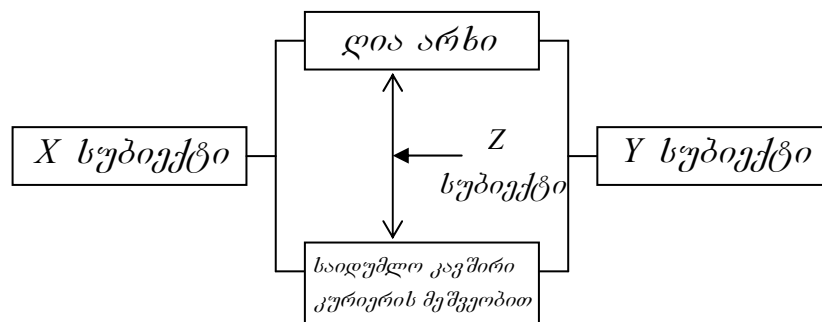 ღია არხი
X სუბიექტი
Z
სუბიექტი
Y სუბიექტი
საიდუმლო კავშირი
კურიერის მეშვეობით